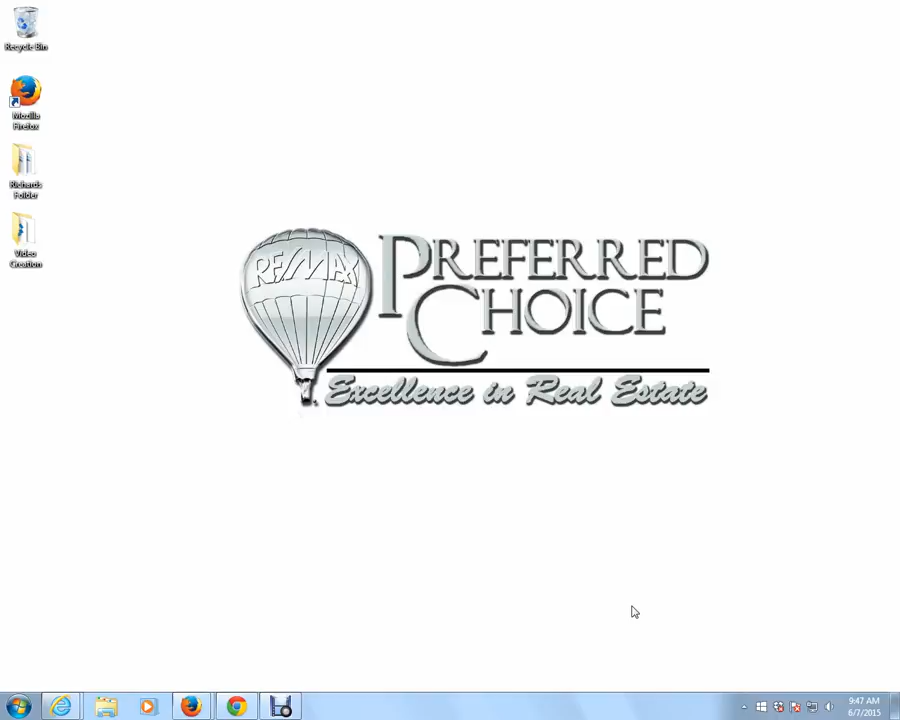 Recycle Bin
Mozilla
Firefox
Richards
Folder
Video
Creation
RE/MAX
PREFERRED
CHOICE
Excellence in Real Estate
9:47 AM
6/7/2015